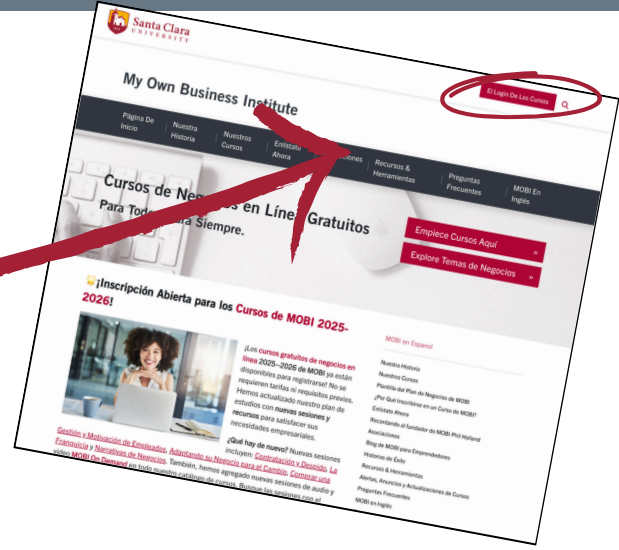 Santa Clara
UNIVERSITY
El Login De Los Cursos
My Own Business Institute
Página De
Inicio
Nuestra
Historia
Nuestros
Cursos
Enlístate
Ahora
Recursos &
Herramientas
Preguntas
Frecuentes
MOBI En
Inglés
Cursos de en Línea Gratuitos
Para Siempre.
Empiece Cursos Aquí »
Explore Temas de Negocios »
¡Inscripción Abierta para los Cursos de MOBI 2025-
2026!
¡Los cursos gratuitos de negocios en
línea 2025–2026 de MOBI ya están
disponibles para registrarse! No se
requieren tarifas ni requisitos previos.
Hemos actualizado nuestro plan de
estudios con nuevas sesiones y
recursos para satisfacer sus
necesidades empresariales.
¿Qué hay de nuevo? Nuevas sesiones
incluyen: Contratación y Despido, La
Gestión y Motivación de Empleados, Adaptando su Negocio para el Cambio, Comprar una
Franquicia y Narrativas de Negocios. También, hemos agregado nuevas sesiones de audio y
video MOBI On Demand en todo nuestro catálogo de cursos. Busque las sesiones con el
MOBI en Espanol
Nuestra Historia
Nuestros Cursos
Plantilla del Plan de Negocios de MOBI
¿Por Qué Inscribirse en un Curso de MOBI?
Enlístate Ahora
Recordando al fundador de MOBI Phil Holland
Asociaciones
Blog de MOBI para Emprendedores
Historias de Éxito
Recursos & Herramientas
Alertas, Anuncios y Actualizaciones de Cursos
Preguntas Frecuentes
MOBI en Inglés